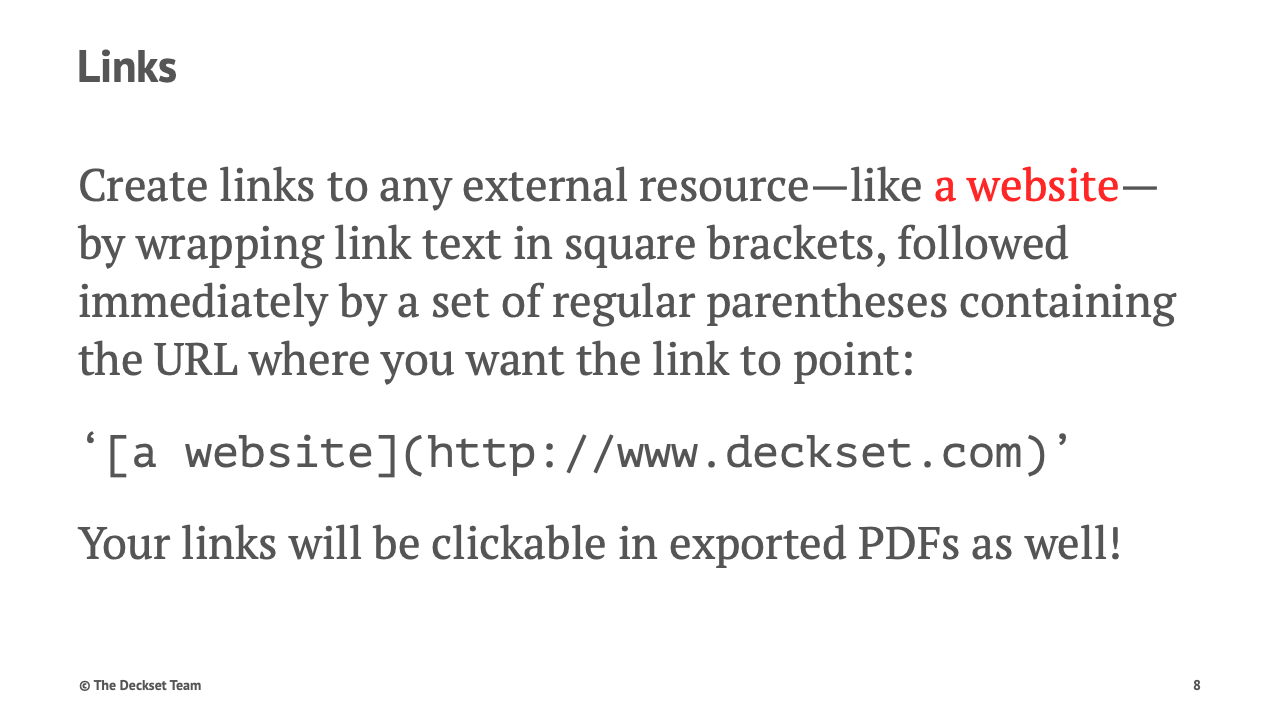 Links
Create links to any external resource—like a website—
by wrapping link text in square brackets, followed
immediately by a set of regular parentheses containing
the URL where you want the link to point:
‘[a website](http://www.deckset.com)’
Your links will be clickable in exported PDFs as well!
© The Deckset Team
8